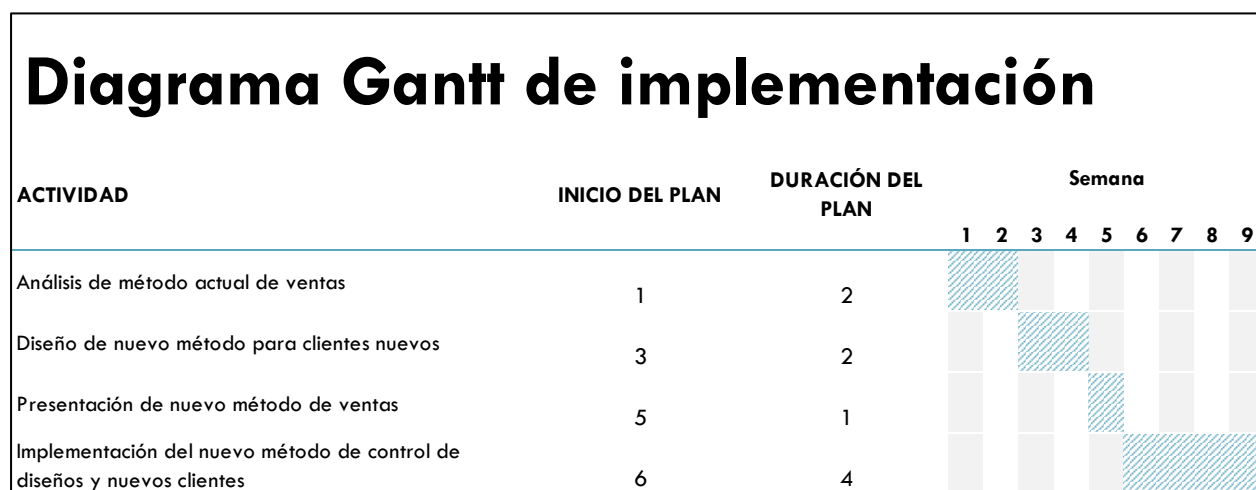 Diagrama Gantt de implementación
ACTIVIDAD INICIO DEL PLAN DURACIÓN DEL PLAN Semana
1 2 3 4 5 6 7 8 9
Análisis de método actual de ventas 1 2
Diseño de nuevo método para clientes nuevos 3 2
Presentación de nuevo método de ventas 5 1
Implementación del nuevo método de control de
diseños y nuevos clientes 6 4